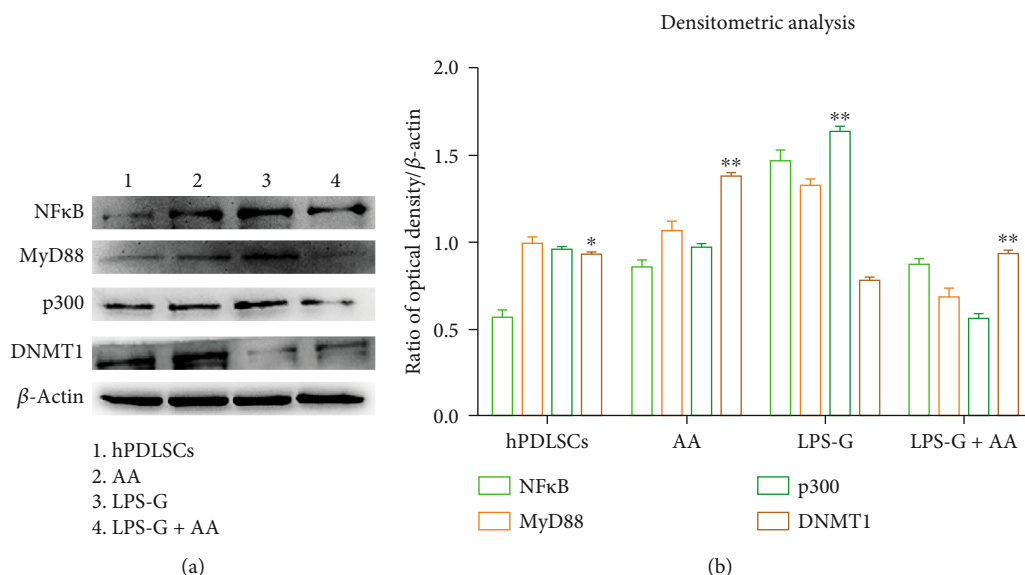 1 2 3 4
NFκB
MyD88
p300
DNMT1
β-Actin
1. hPDLSCs
2. AA
3. LPS-G
4. LPS-G + AA
(a)
Densitometric analysis
Ratio of optical density/β-actin
2.0
1.5
1.0
0.5
0.0
*
**
**
**
hPDLSCs AA LPS-G LPS-G + AA
NFκB p300
MyD88 DNMT1
(b)